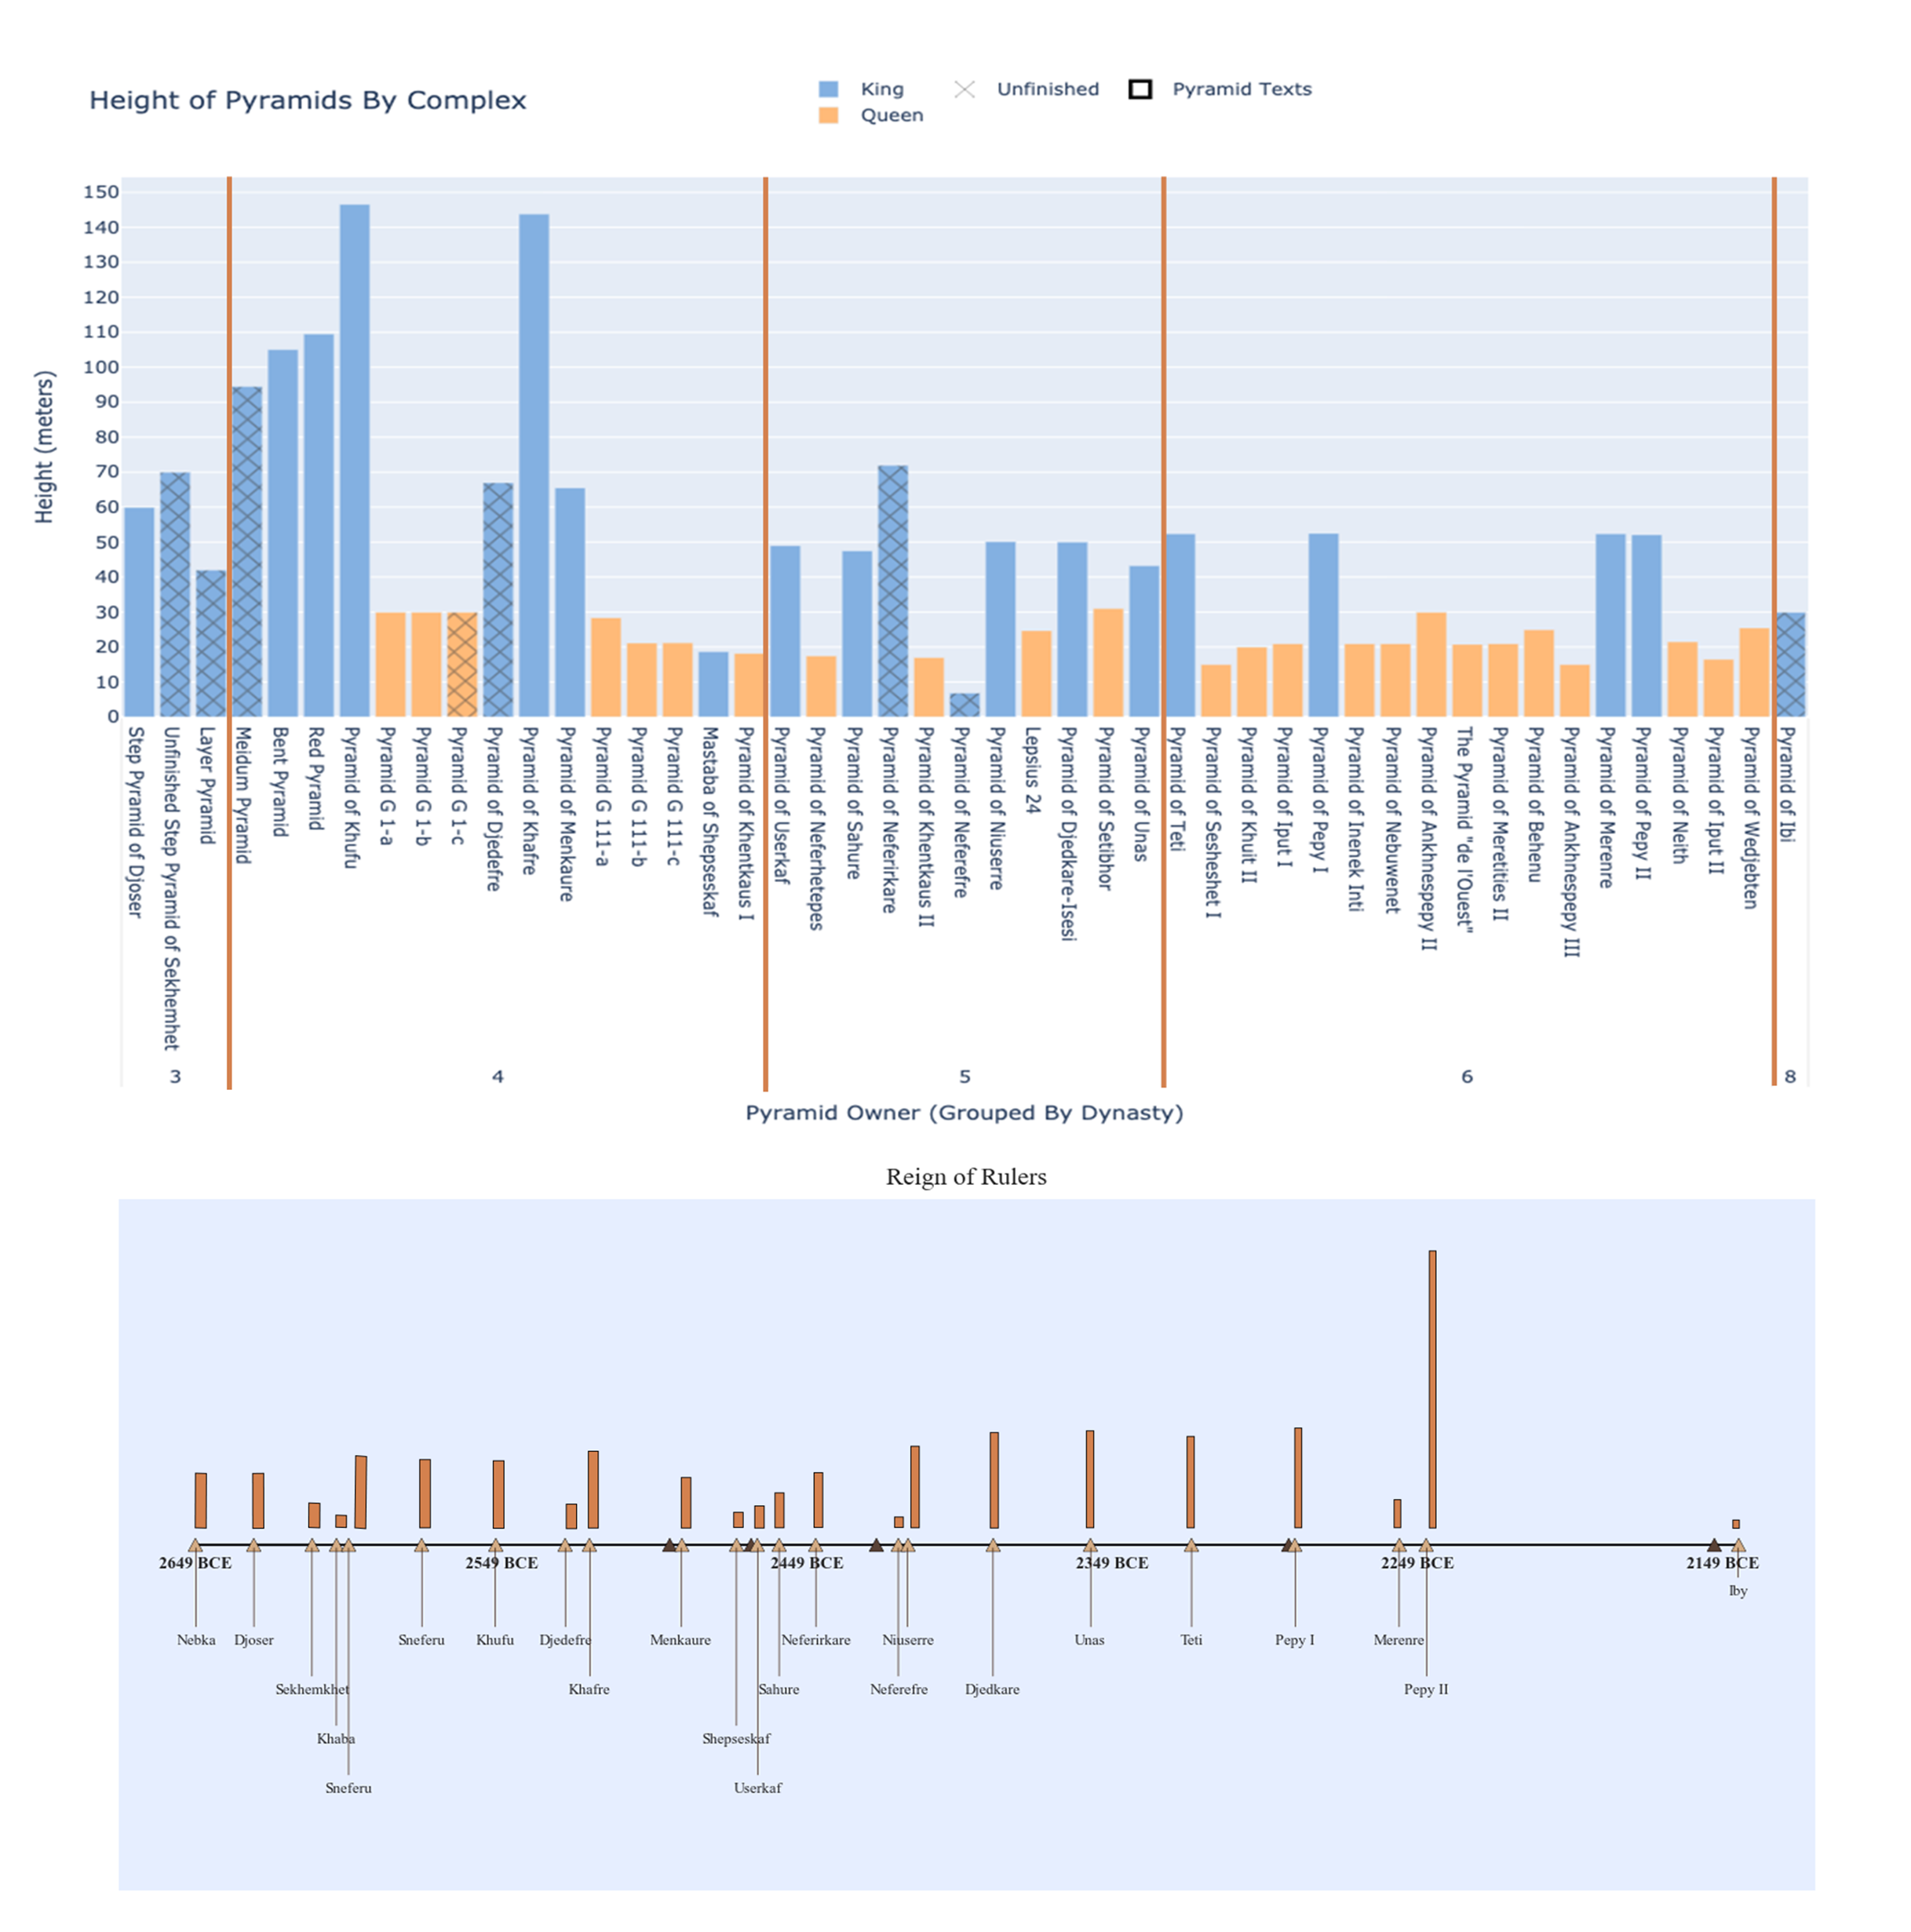 Height of Pyramids By Complex
King
Unfinished
Pyramid Texts
Queen
Height (meters)
150
140
130
120
110
100
90
80
70
60
50
40
30
20
10
0
Step Pyramid of Djoser
Unfinished Step Pyramid of Sekhemhet
Layer Pyramid
Meidum Pyramid
Bent Pyramid
Red Pyramid
Pyramid of Khufu
Pyramid G 1-a
Pyramid G 1-b
Pyramid G 1-c
Pyramid of Djedefre
Pyramid of Khafre
Pyramid of Menkaure
Pyramid G 111-a
Pyramid G 111-b
Pyramid G 111-c
Mastaba of Shepseskaf
Pyramid of Khentkaus I
Pyramid of Userkaf
Pyramid of Neferhetepes
Pyramid of Sahure
Pyramid of Neferirkare
Pyramid of Khentkaus II
Pyramid of Neferefre
Pyramid of Niuserre
Lepsius 24
Pyramid of Djedkare-Isesi
Pyramid of Setibhor
Pyramid of Unas
Pyramid of Teti
Pyramid of Sesheshet I
Pyramid of Khuit II
Pyramid of Iput I
Pyramid of Pepy I
Pyramid of Inenek Inti
Pyramid of Nebuwenet
Pyramid of Ankhnespepy II
The Pyramid "de l'Ouest"
Pyramid of Meretities II
Pyramid of Behenu
Pyramid of Ankhnespepy III
Pyramid of Merenre
Pyramid of Pepy II
Pyramid of Neith
Pyramid of Iput II
Pyramid of Wedjebten
Pyramid of Ibi
3 4 5 6 8
Pyramid Owner (Grouped By Dynasty)
Reign of Rulers
2649 BCE 2549 BCE 2449 BCE 2349 BCE 2249 BCE 2149 BCE
Iby
Nebka Djoser Sneferu Khufu Djedefre Menkaure Neferirkare Niuserre Unas Teti Pepy I Merenre
Sekhemkhet Khafre Sahure Neferefre Djedkare Pepy II
Khaba Shepseskaf
Sneferu Userkaf